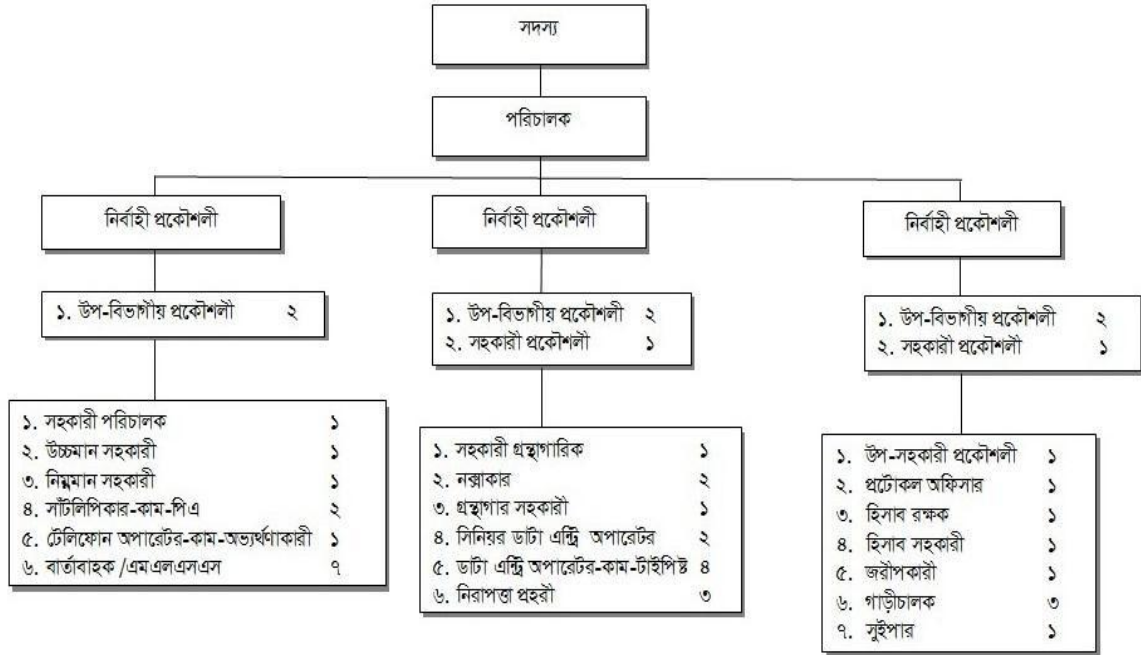 সদস্য
পরিচালক
নির্বাহী প্রকৌশলী
১. উপ-বিভাগীয় প্রকৌশলী ২
১. সহকারী পরিচালক ১
২. উচ্চমান সহকারী ১
৩. নিম্নমান সহকারী ১
৪. সাঁটলিপিকার-কাম-পিএ ২
৫. টেলিফোন অপারেটর-কাম-অভ্যর্থণাকারী ১
৬. বার্তাবাহক /এমএলএসএস ৭
নির্বাহী প্রকৌশলী
১. উপ-বিভাগীয় প্রকৌশলী ২
২. সহকারী প্রকৌশলী ১
১. সহকারী গ্রন্থাগারিক ১
২. নক্সাকার ২
৩. গ্রন্থাগার সহকারী ১
৪. সিনিয়র ডাটা এন্ট্রি অপারেটর ২
৫. ডাটা এন্ট্রি অপারেটর-কাম-টাইপিষ্ট ৪
৬. নিরাপত্তা প্রহরী ৩
নির্বাহী প্রকৌশলী
১. উপ-বিভাগীয় প্রকৌশলী ২
২. সহকারী প্রকৌশলী ১
১. উপ-সহকারী প্রকৌশলী ১
২. প্রটোকল অফিসার ১
৩. হিসাব রক্ষক ১
৪. হিসাব সহকারী ১
৫. জরীপকারী ১
৬. গাড়ীচালক ৩
৭. সুইপার ১